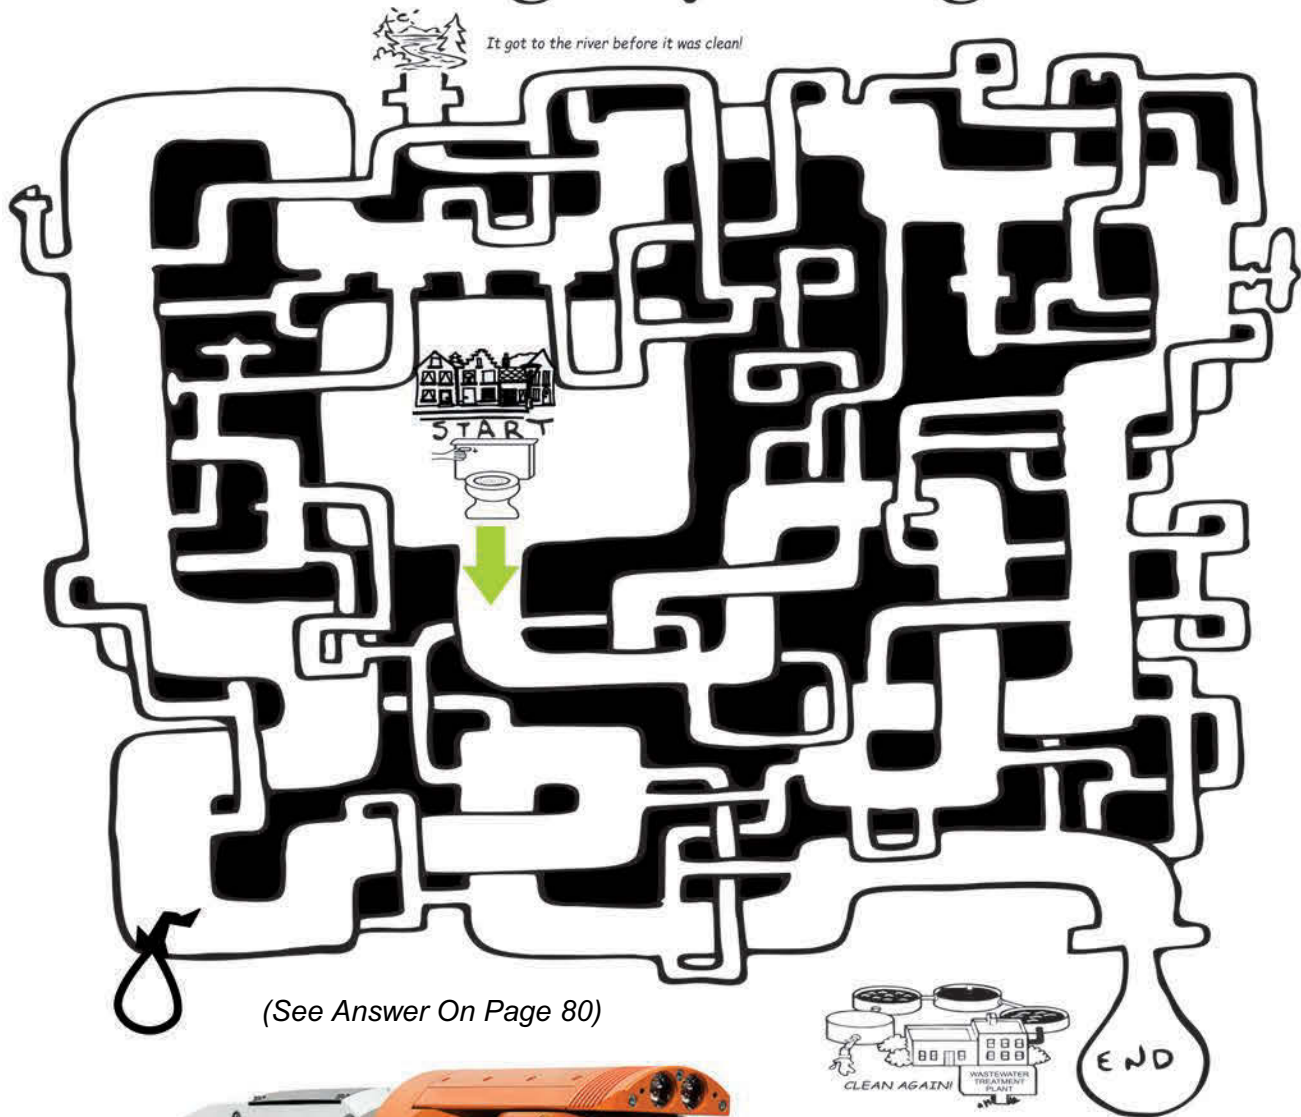 It got to the river before it was clean!
START
(See Answer On Page 80)
CLEAN AGAIN!
WASTEWATER
TREATMENT
PLANT
END